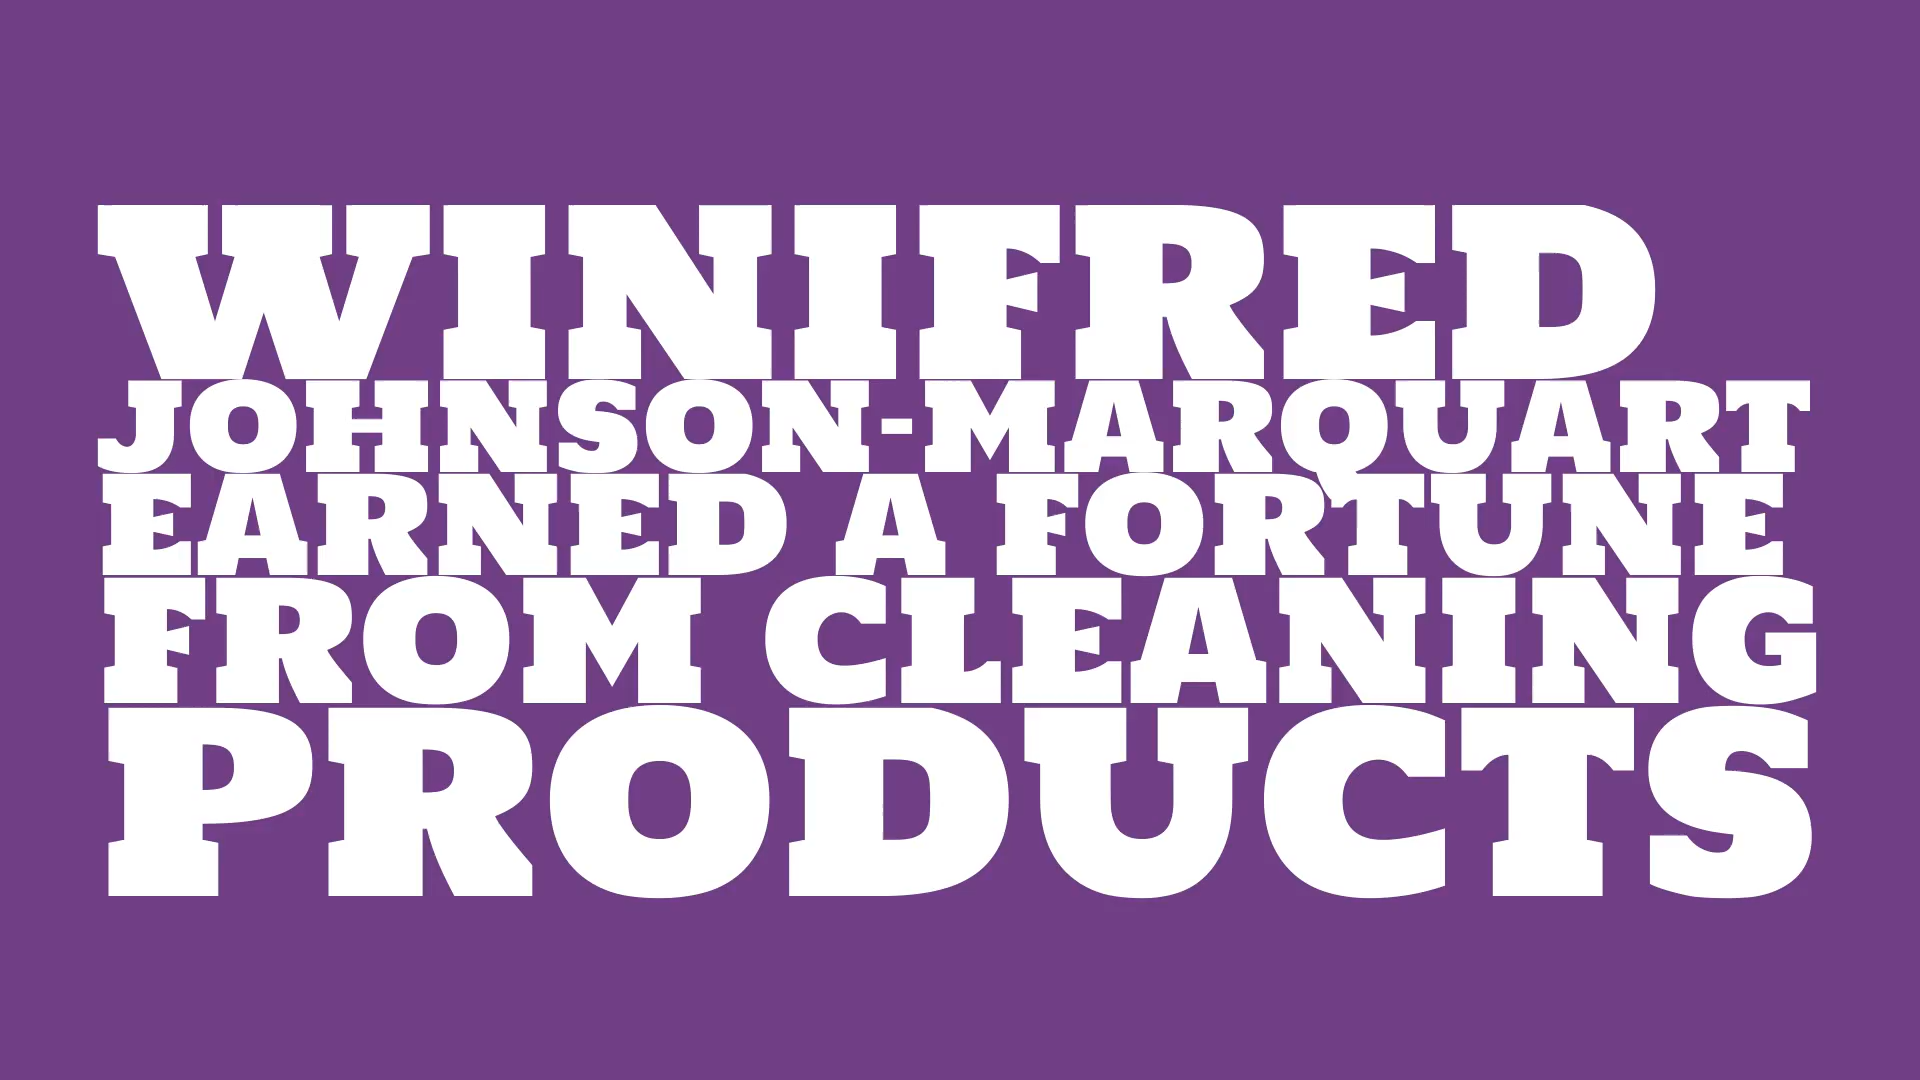 WINIFRED
JOHNSON-MARQUART
EARNED A FORTUNE
FROM CLEANING
PRODUCTS